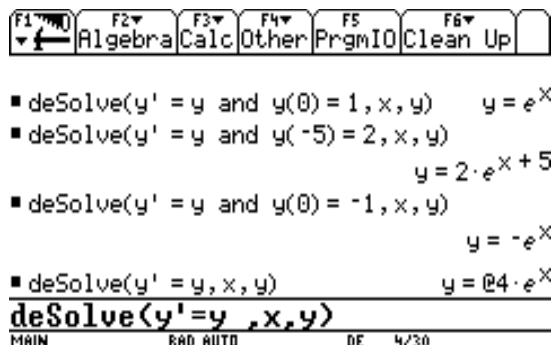 F1 F2▼ F3▼ F4▼ F5 F6▼
Algebra Calc Other PrgmIO Clean Up
▪ deSolve(y' = y and y(0) = 1, x, y) y = e^x
▪ deSolve(y' = y and y(⁻5) = 2, x, y)
y = 2·e^x + 5
▪ deSolve(y' = y and y(0) = ⁻1, x, y)
y = ⁻e^x
▪ deSolve(y' = y, x, y) y = @4·e^x
deSolve(y'=y ,x,y)
MAIN RAD AUTO DE 4/30